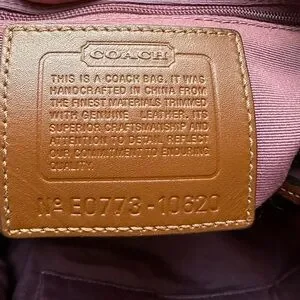 COACH
THIS IS A COACH BAG. IT WAS
HANDCRAFTED IN CHINA FROM
THE FINEST MATERIALS TRIMMED
WITH GENUINE LEATHER. ITS
SUPERIOR CRAFTSMANSHIP AND
ATTENTION TO DETAIL REFLECT
OUR COMMITMENT TO ENDURING
QUALITY.
Nº E0773-10620